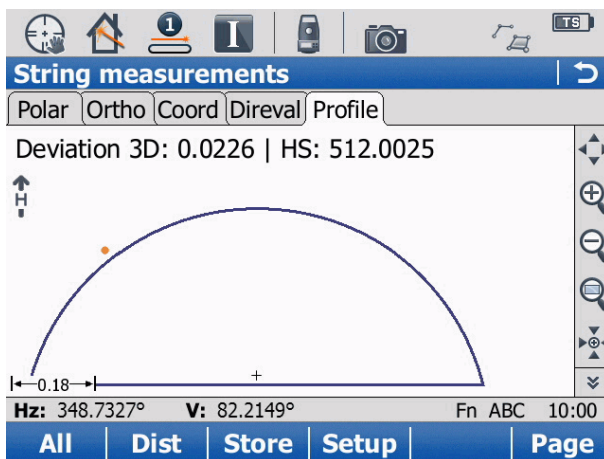 1 I TS
String measurements
Polar Ortho Coord Direval Profile
Deviation 3D: 0.0226 | HS: 512.0025
H
0.18
Hz: 348.7327° V: 82.2149° Fn ABC 10:00
All Dist Store Setup Page